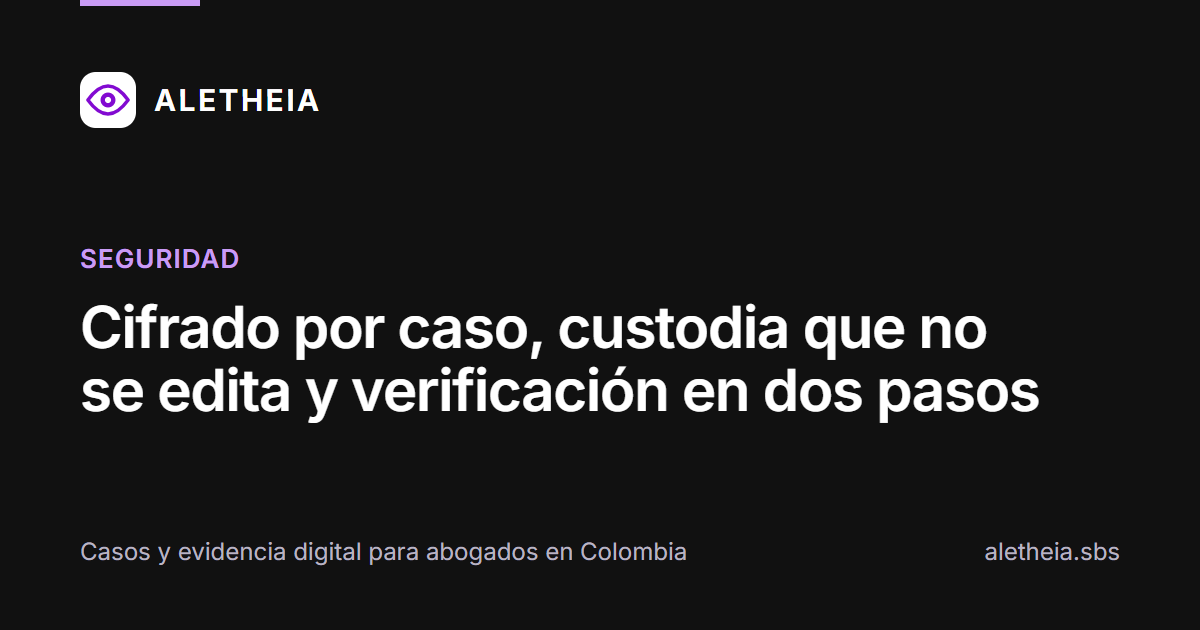 ALETHEIA
SEGURIDAD
Cifrado por caso, custodia que no
se edita y verificación en dos pasos
Casos y evidencia digital para abogados en Colombia
aletheia.sbs